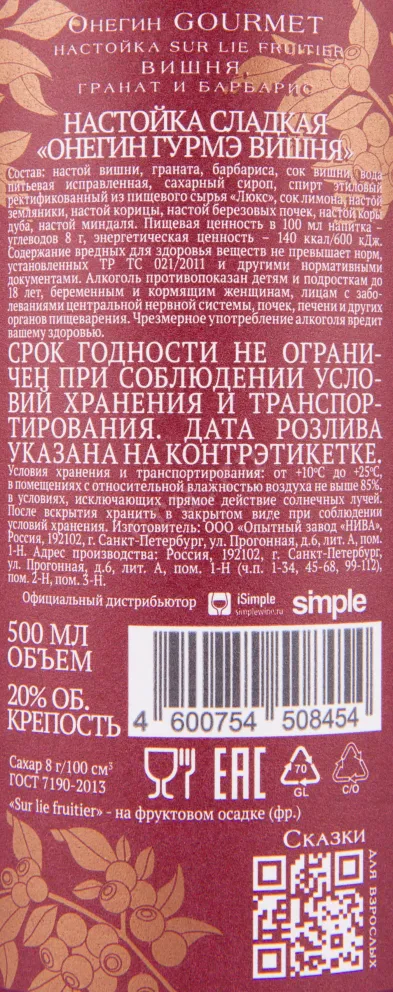 Онегин GOURMET
НАСТОЙКА SUR LIE FRUITIER
ВИШНЯ,
ГРАНАТ И БАРБАРИС
НАСТОЙКА СЛАДКАЯ
«ОНЕГИН ГУРМЭ ВИШНЯ»
Состав: настой вишни, граната, барбариса, сок вишни, вода
питьевая исправленная, сахарный сироп, спирт этиловый
ректификованный из пищевого сырья «Люкс», сок лимона, настой
земляники, настой корицы, настой березовых почек, настой коры
дуба, настой миндаля. Пищевая ценность в 100 мл напитка –
углеводов 8 г, энергетическая ценность – 140 ккал/600 кДж.
Содержание вредных для здоровья веществ не превышает норм,
установленных ТР ТС 021/2011 и другими нормативными
документами. Алкоголь противопоказан детям и подросткам до
18 лет, беременным и кормящим женщинам, лицам с забо-
леваниями центральной нервной системы, почек, печени и других
органов пищеварения. Чрезмерное употребление алкоголя вредит
вашему здоровью.
СРОК ГОДНОСТИ НЕ ОГРАНИ-
ЧЕН ПРИ СОБЛЮДЕНИИ УСЛО-
ВИЙ ХРАНЕНИЯ И ТРАНСПОР-
ТИРОВАНИЯ. ДАТА РОЗЛИВА
УКАЗАНА НА КОНТРЭТИКЕТКЕ.
Условия хранения и транспортирования: от +10°С до +25°С,
в помещениях с относительной влажностью воздуха не выше 85%,
в условиях, исключающих прямое действие солнечных лучей.
После вскрытия хранить в закрытом виде при соблюдении
условий хранения. Изготовитель: ООО «Опытный завод «НИВА»,
Россия, 192102, г. Санкт-Петербург, ул. Прогонная, д.6, лит. А, пом.
1-Н. Адрес производства: Россия, 192102, г. Санкт-Петербург,
ул. Прогонная, д.6, лит. А, пом. 1-Н (ч.п. 1-34, 45-68, 99-112),
пом. 2-Н, пом. 3-Н.
Официальный дистрибьютор iSimple simplewine.ru simple
500 МЛ
ОБЪЕМ
20% ОБ.
КРЕПОСТЬ
4 600754 508454
Сахар 8 г/100 см³
ГОСТ 7190-2013
EAC
70
GL
C/O
«Sur lie fruitier» - на фруктовом осадке (фр.)
Сказки
для взрослых